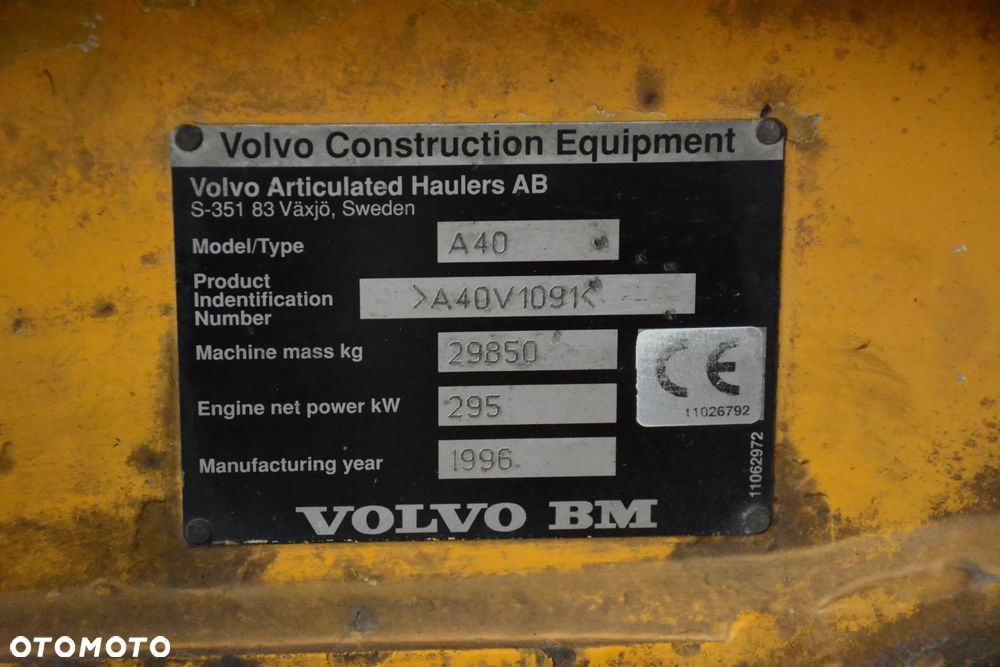 Volvo Construction Equipment
Volvo Articulated Haulers AB
S-351 83 Växjö, Sweden
Model/Type A40
Product
Indentification
Number
>A40V1091<
Machine mass kg 29850
CE
11026792
Engine net power kW 295
Manufacturing year 1996
11062972
VOLVO BM
OTOMOTO